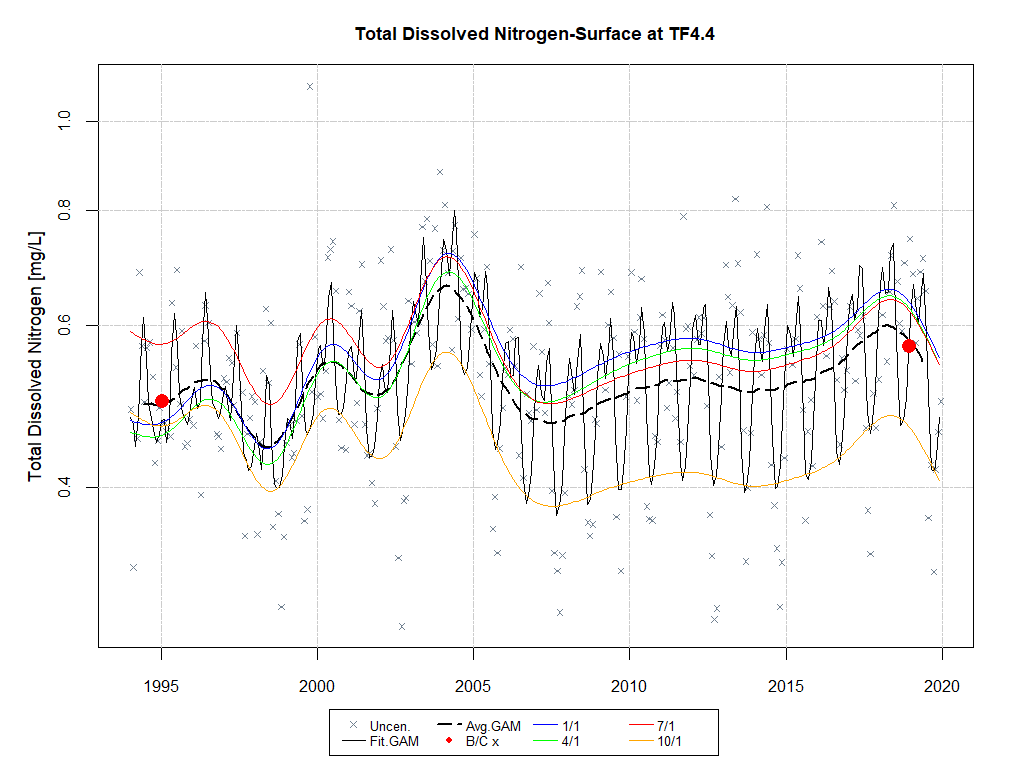 Total Dissolved Nitrogen-Surface at TF4.4
Total Dissolved Nitrogen [mg/L]
1.0
0.8
0.6
0.4
1995 2000 2005 2010 2015 2020
Uncen. Avg.GAM 1/1 7/1
Fit.GAM B/C x 4/1 10/1